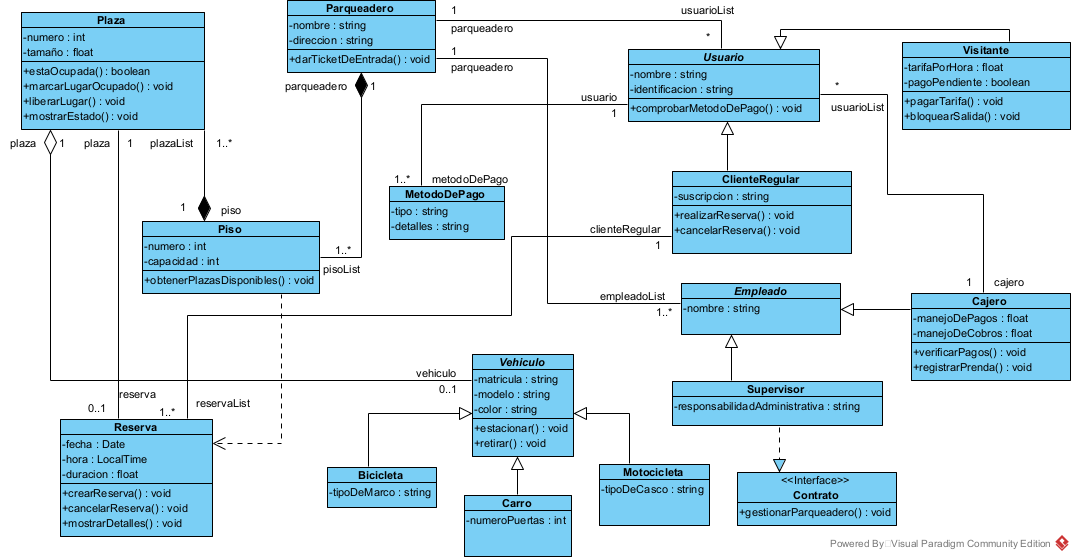 Plaza
-numero : int
-tamaño : float
+estaOcupada() : boolean
+marcarLugarOcupado() : void
+liberarLugar() : void
+mostrarEstado() : void
Parqueadero
-nombre : string
-direccion : string
+darTicketDeEntrada() : void
1
parqueadero
usuarioList
*
1
parqueadero
parqueadero
1
Usuario
-nombre : string
-identificacion : string
+comprobarMetodoDePago() : void
Visitante
-tarifaPorHora : float
-pagoPendiente : boolean
+pagarTarifa() : void
+bloquearSalida() : void
*
usuarioList
usuario
1
plaza
1
plaza
1
plazaList
1..*
1..*
metodoDePago
MetodoDePago
-tipo : string
-detalles : string
ClienteRegular
-suscripcion : string
+realizarReserva() : void
+cancelarReserva() : void
1
piso
Piso
-numero : int
-capacidad : int
+obtenerPlazasDisponibles() : void
1..*
pisoList
clienteRegular
1
1
cajero
empleadoList
1..*
Empleado
-nombre : string
Cajero
-manejoDePagos : float
-manejoDeCobros : float
+verificarPagos() : void
+registrarPrenda() : void
vehiculo
0..1
Vehiculo
-matricula : string
-modelo : string
-color : string
+estacionar() : void
+retirar() : void
Supervisor
-responsabilidadAdministrativa : string
reserva
0..1
1..*
reservaList
Reserva
-fecha : Date
-hora : LocalTime
-duracion : float
+crearReserva() : void
+cancelarReserva() : void
+mostrarDetalles() : void
Bicicleta
-tipoDeMarco : string
Carro
-numeroPuertas : int
Motocicleta
-tipoDeCasco : string
<<Interface>>
Contrato
+gestionarParqueadero() : void
Powered By Visual Paradigm Community Edition